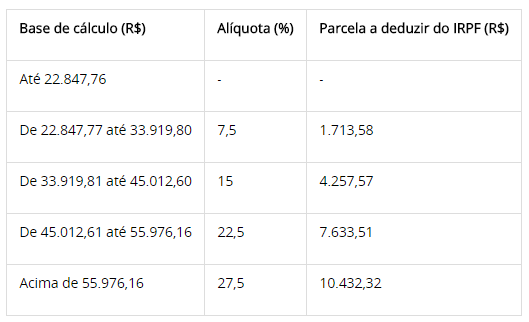 Base de cálculo (R$) Alíquota (%) Parcela a deduzir do IRPF (R$)
Até 22.847,76 - -
De 22.847,77 até 33.919,80 7,5 1.713,58
De 33.919,81 até 45.012,60 15 4.257,57
De 45.012,61 até 55.976,16 22,5 7.633,51
Acima de 55.976,16 27,5 10.432,32